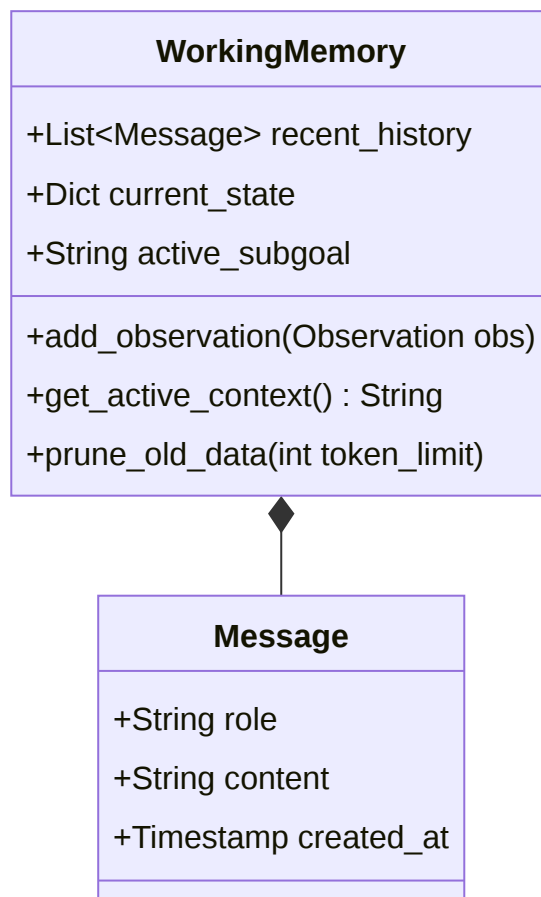 WorkingMemory
+List<Message> recent_history
+Dict current_state
+String active_subgoal
+add_observation(Observation obs)
+get_active_context() : String
+prune_old_data(int token_limit)
Message
+String role
+String content
+Timestamp created_at